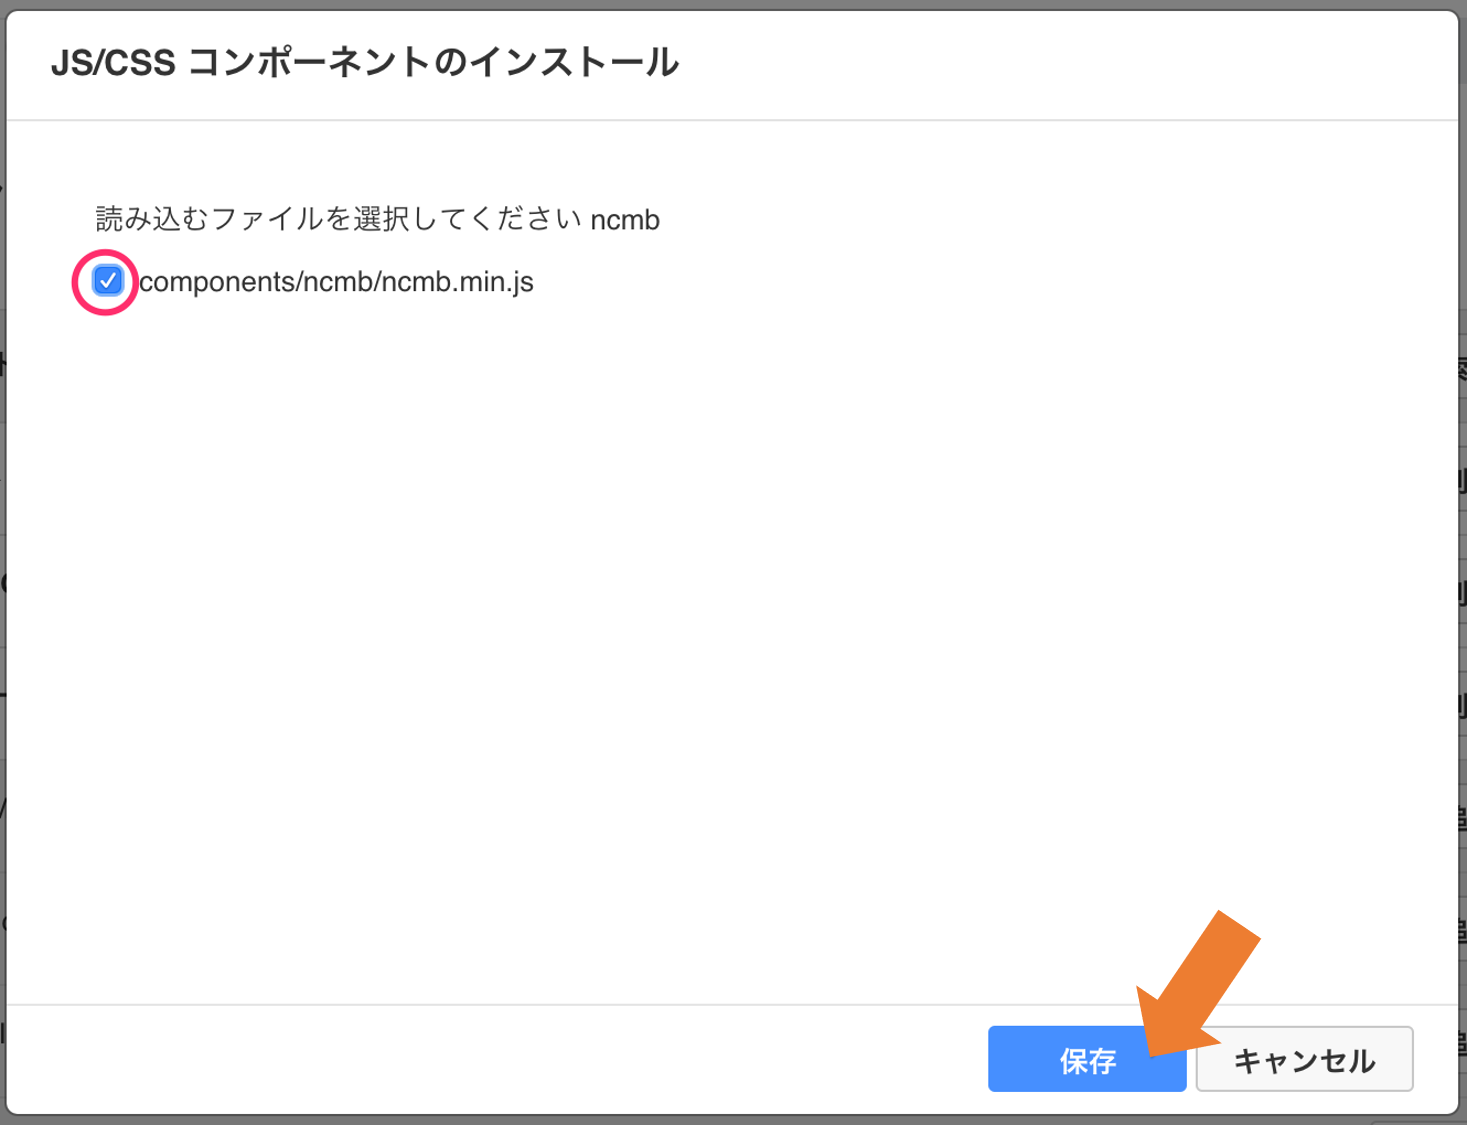 JS/CSS コンポーネントのインストール
読み込むファイルを選択してください ncmb
components/ncmb/ncmb.min.js
保存
キャンセル